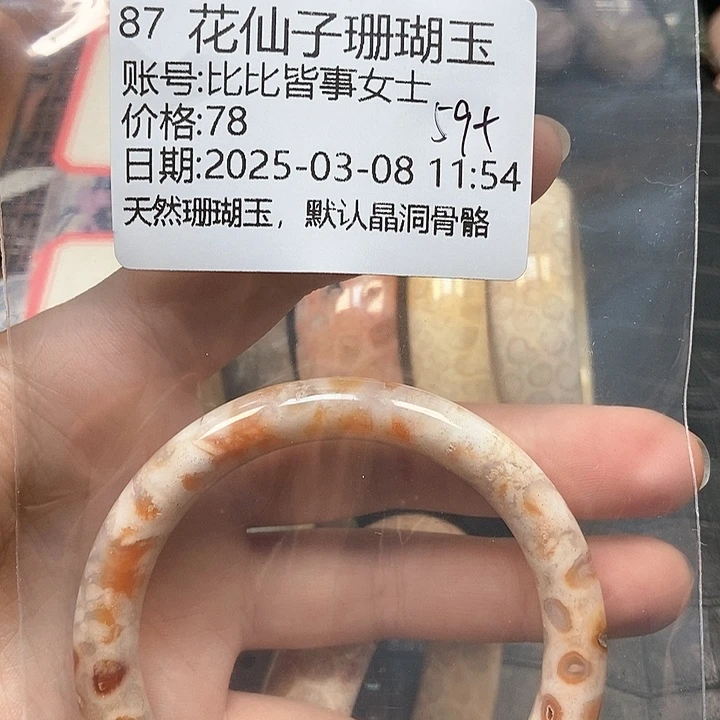 87 花仙子珊瑚玉
账号:比比皆事女士
价格:78
59t
日期:2025-03-08 11:54
天然珊瑚玉，默认晶洞骨骼